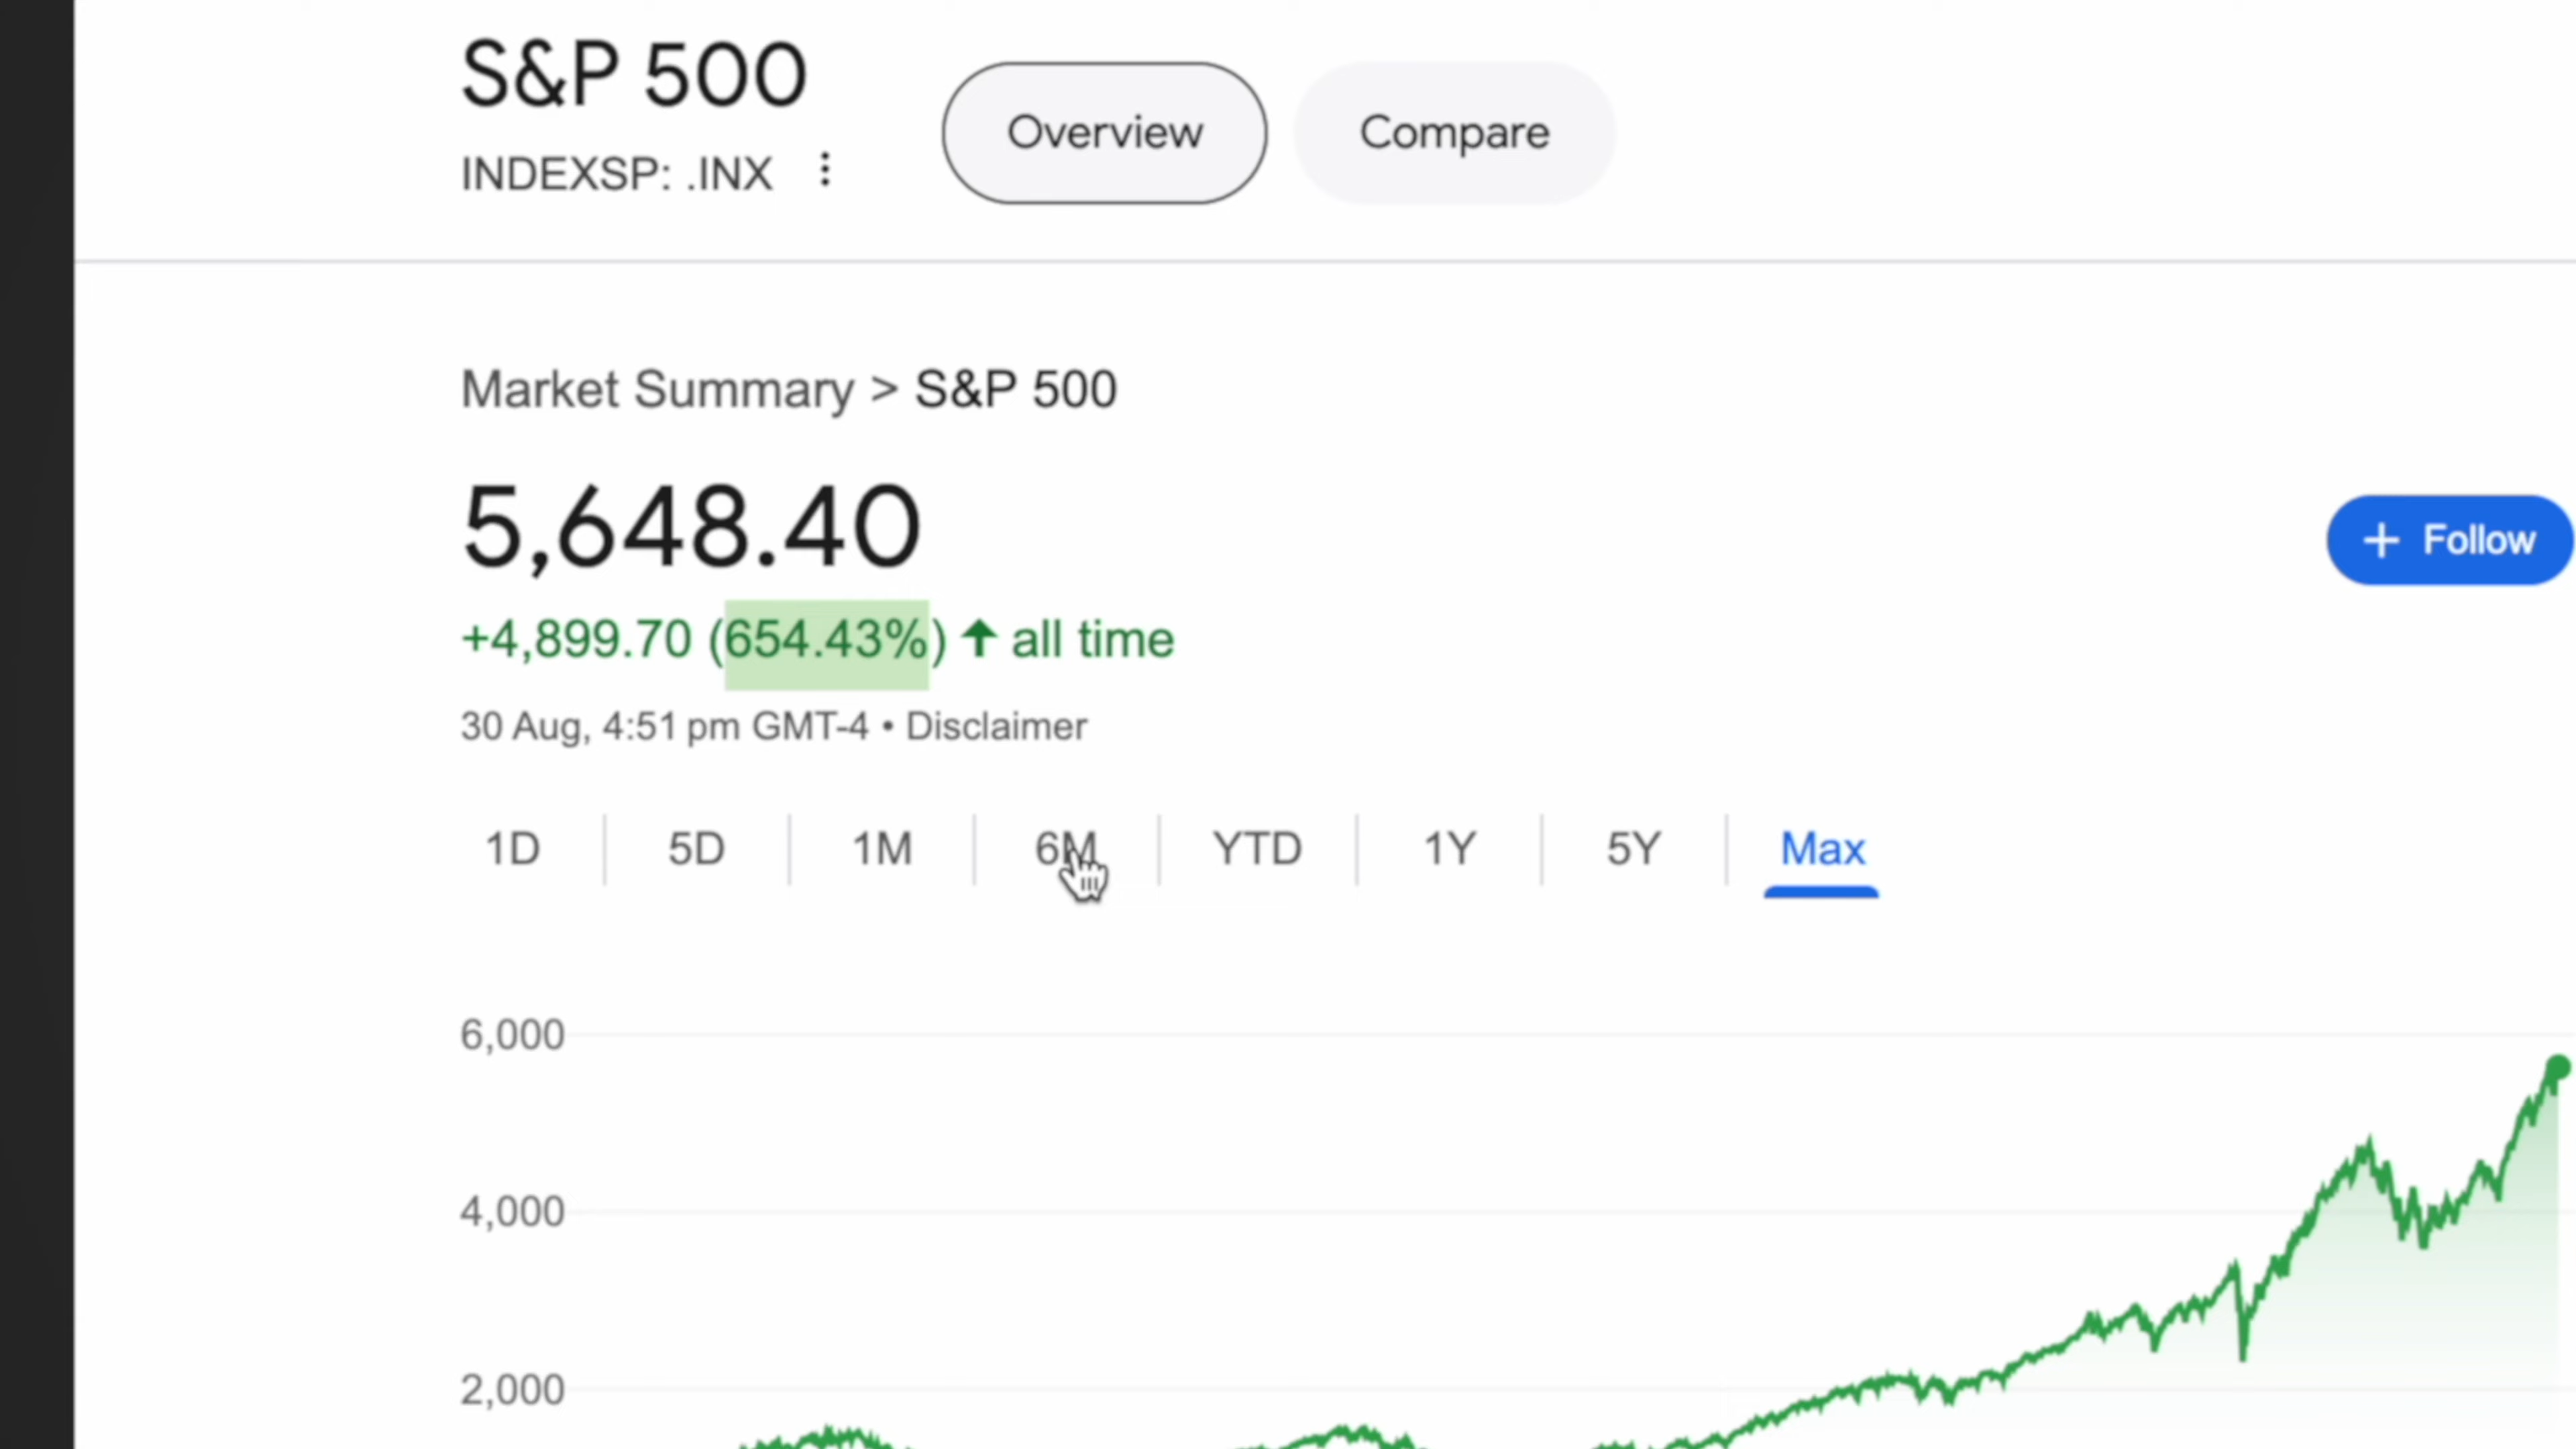 S&P 500
INDEXSP: .INX
Overview
Compare
Market Summary > S&P 500
5,648.40
+ Follow
+4,899.70 (654.43%) ↑ all time
30 Aug, 4:51 pm GMT-4 • Disclaimer
1D 5D 1M 6M YTD 1Y 5Y Max
6,000
4,000
2,000